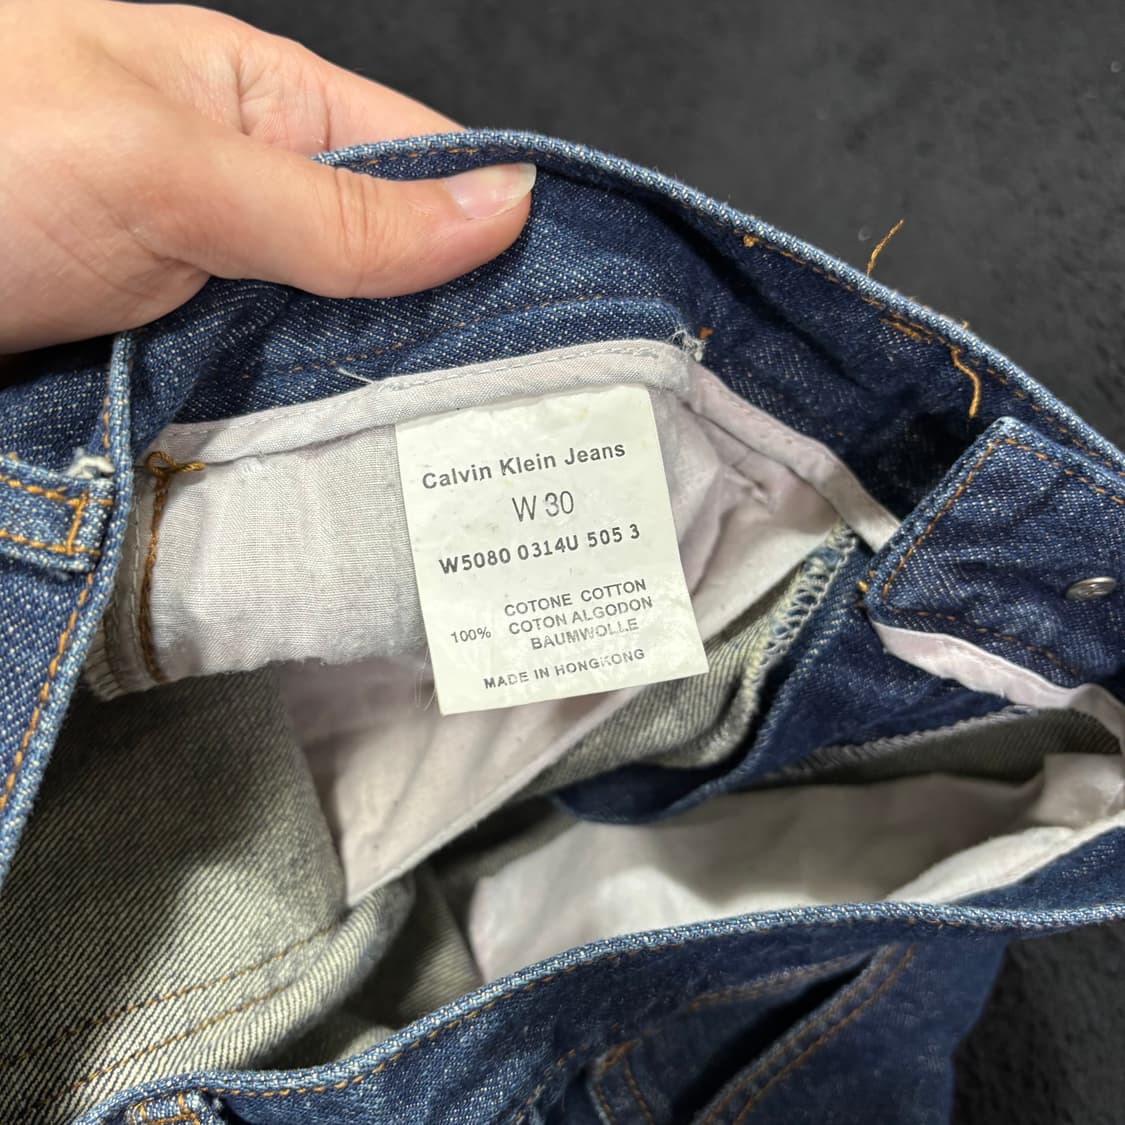 Calvin Klein Jeans
W 30
W5080 0314U 505 3
COTONE COTTON
100% COTON ALGODON
BAUMWOLLE
MADE IN HONGKONG